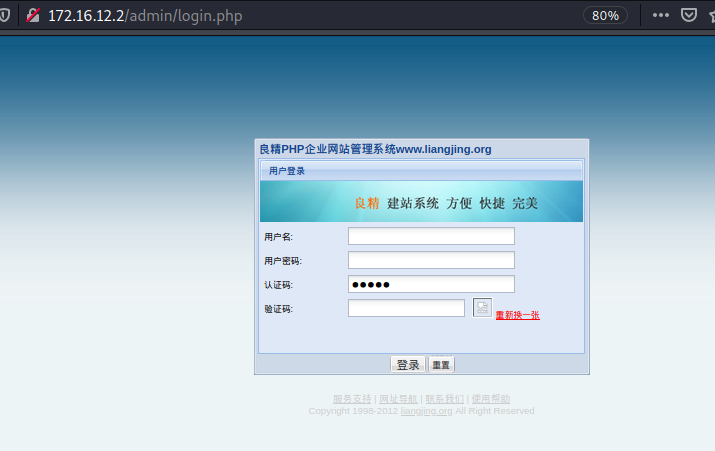 172.16.12.2/admin/login.php 80%
良精PHP企业网站管理系统www.liangjing.org
用户登录
良精 建站系统 方便 快捷 完美
用户名:
用户密码:
认证码: ●●●●●
验证码: 重新换一张
登录 重置
服务支持 | 网址导航 | 联系我们 | 使用帮助
Copyright 1998-2012 liangjing.org All Right Reserved